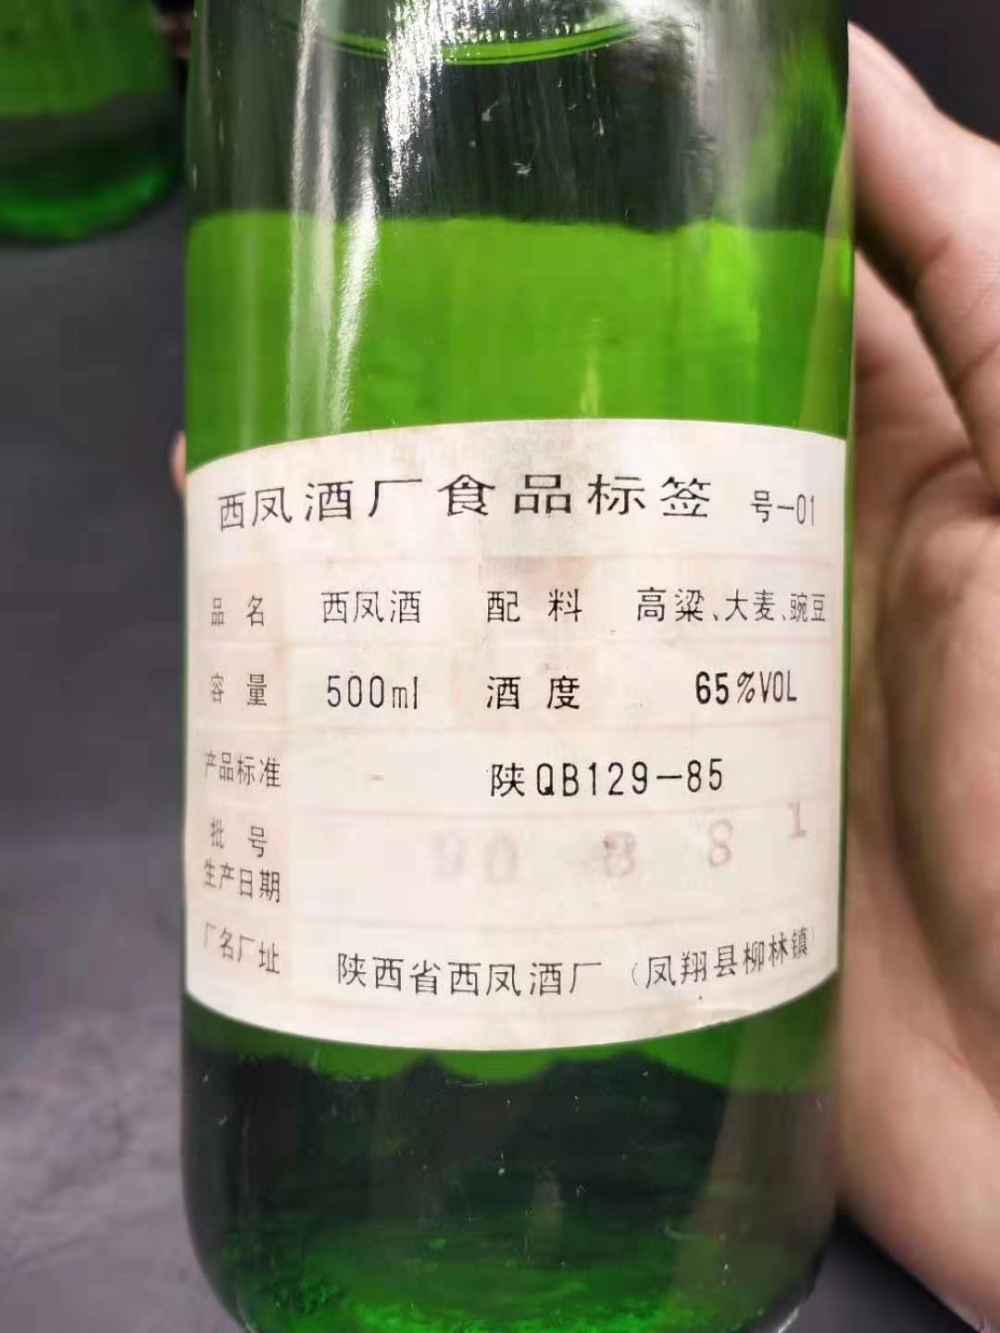 西凤酒厂食品标签 号-01
品名 西凤酒 配料 高粱、大麦、豌豆
容量 500ml 酒度 65%VOL
产品标准 陕QB129-85
批号
生产日期 90 8 8 1
厂名厂址 陕西省西凤酒厂 (凤翔县柳林镇)